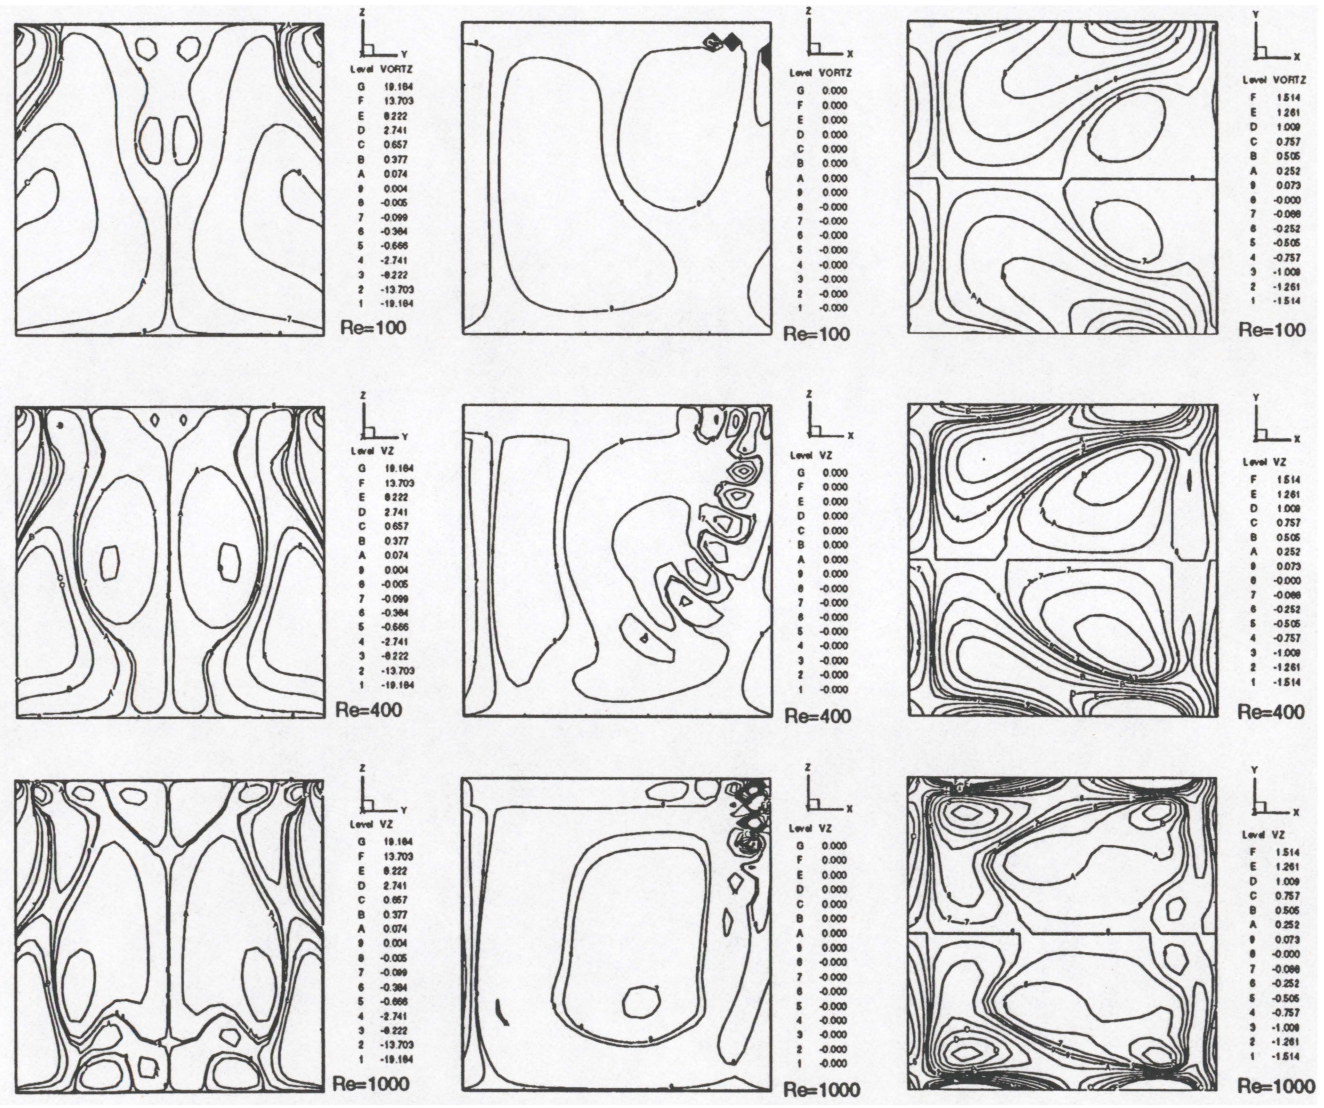 Z
Y
Level VORTZ
G 19.184
F 13.703
E 8.222
D 2.741
C 0.657
B 0.377
A 0.074
9 0.004
8 -0.005
7 -0.099
6 -0.384
5 -0.666
4 -2.741
3 -8.222
2 -13.703
1 -19.184
Re=100
Z
X
Level VORTZ
G 0.000
F 0.000
E 0.000
D 0.000
C 0.000
B 0.000
A 0.000
9 0.000
8 -0.000
7 -0.000
6 -0.000
5 -0.000
4 -0.000
3 -0.000
2 -0.000
1 -0.000
Re=100
Y
X
Level VORTZ
F 1.514
E 1.261
D 1.009
C 0.757
B 0.505
A 0.252
9 0.073
8 -0.000
7 -0.088
6 -0.252
5 -0.505
4 -0.757
3 -1.009
2 -1.261
1 -1.514
Re=100
Z
Y
Level VZ
G 19.184
F 13.703
E 8.222
D 2.741
C 0.657
B 0.377
A 0.074
9 0.004
8 -0.005
7 -0.099
6 -0.384
5 -0.666
4 -2.741
3 -8.222
2 -13.703
1 -19.184
Re=400
Z
X
Level VZ
G 0.000
F 0.000
E 0.000
D 0.000
C 0.000
B 0.000
A 0.000
9 0.000
8 -0.000
7 -0.000
6 -0.000
5 -0.000
4 -0.000
3 -0.000
2 -0.000
1 -0.000
Re=400
Y
X
Level VZ
F 1.514
E 1.261
D 1.009
C 0.757
B 0.505
A 0.252
9 0.073
8 -0.000
7 -0.088
6 -0.252
5 -0.505
4 -0.757
3 -1.009
2 -1.261
1 -1.514
Re=400
Z
Y
Level VZ
G 19.184
F 13.703
E 8.222
D 2.741
C 0.657
B 0.377
A 0.074
9 0.004
8 -0.005
7 -0.099
6 -0.384
5 -0.666
4 -2.741
3 -8.222
2 -13.703
1 -19.184
Re=1000
Z
X
Level VZ
G 0.000
F 0.000
E 0.000
D 0.000
C 0.000
B 0.000
A 0.000
9 0.000
8 -0.000
7 -0.000
6 -0.000
5 -0.000
4 -0.000
3 -0.000
2 -0.000
1 -0.000
Re=1000
Y
X
Level VZ
F 1.514
E 1.261
D 1.009
C 0.757
B 0.505
A 0.252
9 0.073
8 -0.000
7 -0.088
6 -0.252
5 -0.505
4 -0.757
3 -1.009
2 -1.261
1 -1.514
Re=1000